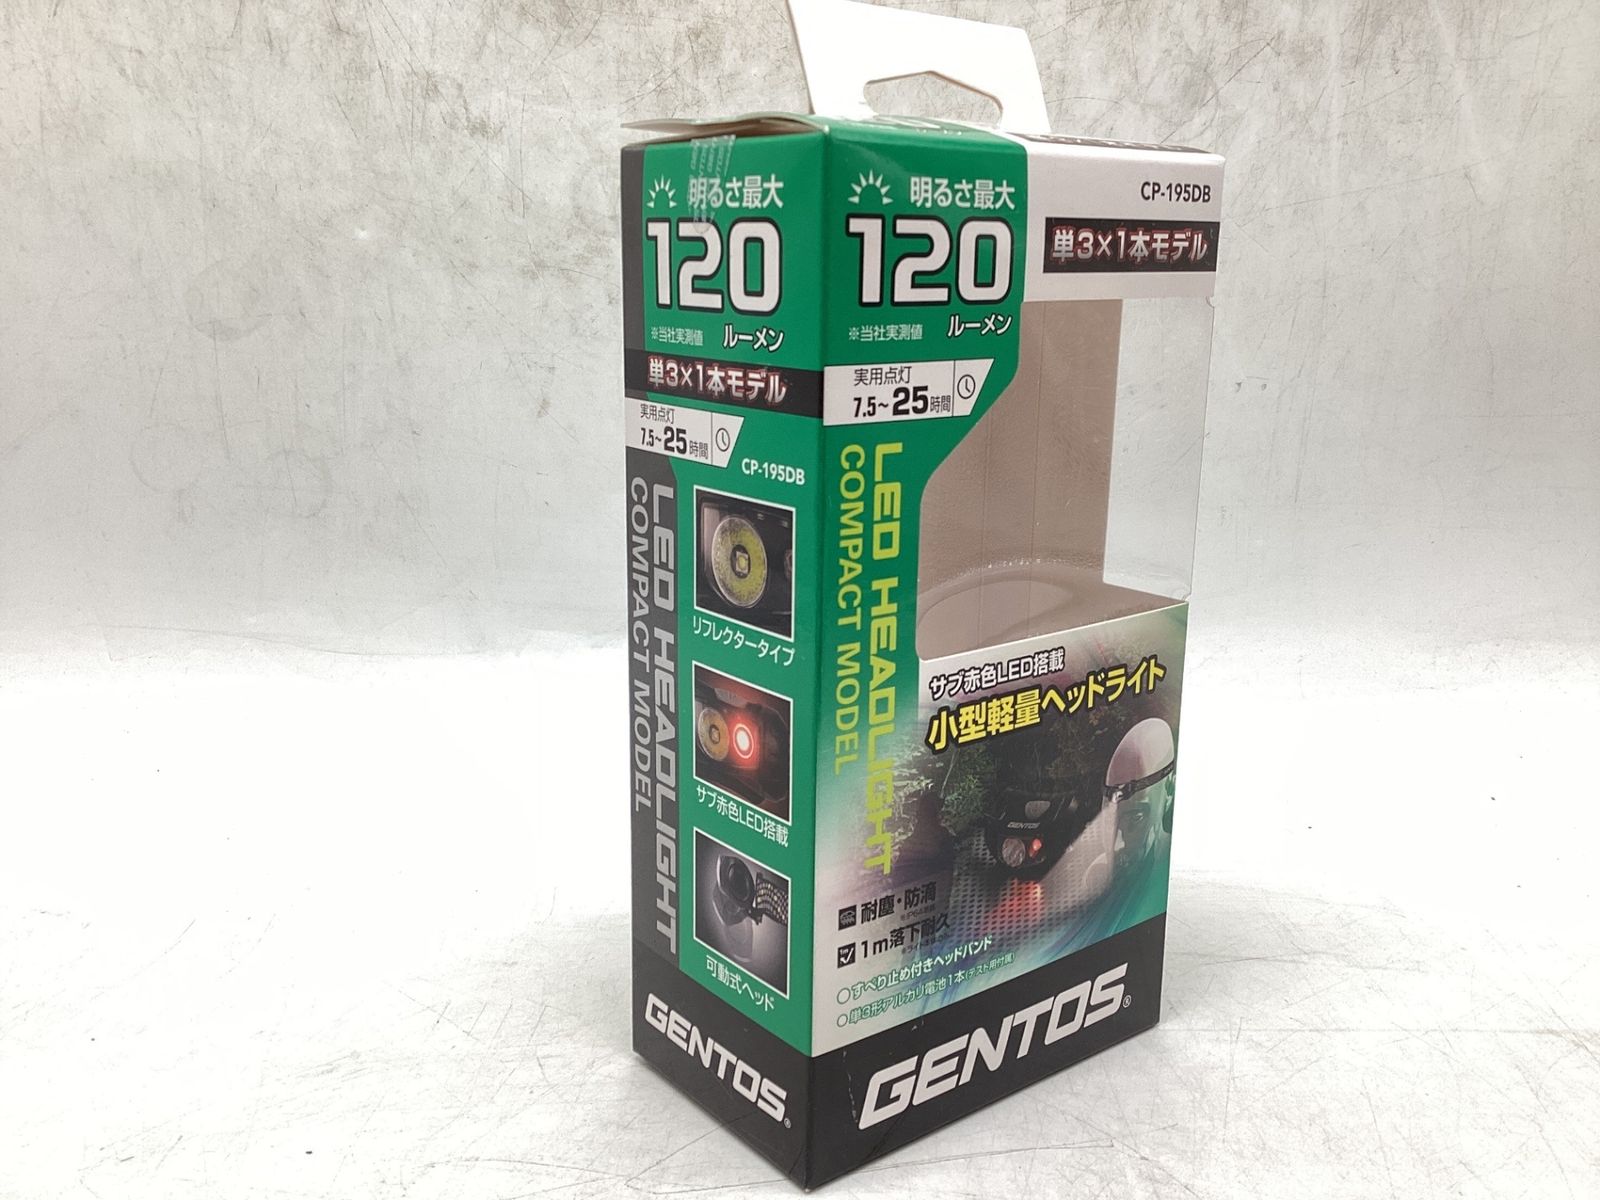 明るさ最大
120
※当社実測値 ルーメン
単3×1本モデル
実用点灯
7.5~25時間
CP-195DB
LED HEADLIGHT
COMPACT MODEL
リフレクタータイプ
サブ赤色LED搭載
可動式ヘッド
GENTOS®
明るさ最大
120
※当社実測値 ルーメン
実用点灯
7.5~25時間
LED HEADLIGHT
COMPACT MODEL
CP-195DB
単3×1本モデル
サブ赤色LED搭載
小型軽量ヘッドライト
GENTOS
耐塵・防滴
1m落下耐久
●すべり止め付きヘッドバンド
●単3形アルカリ電池1本(テスト用付属)
GENTOS®